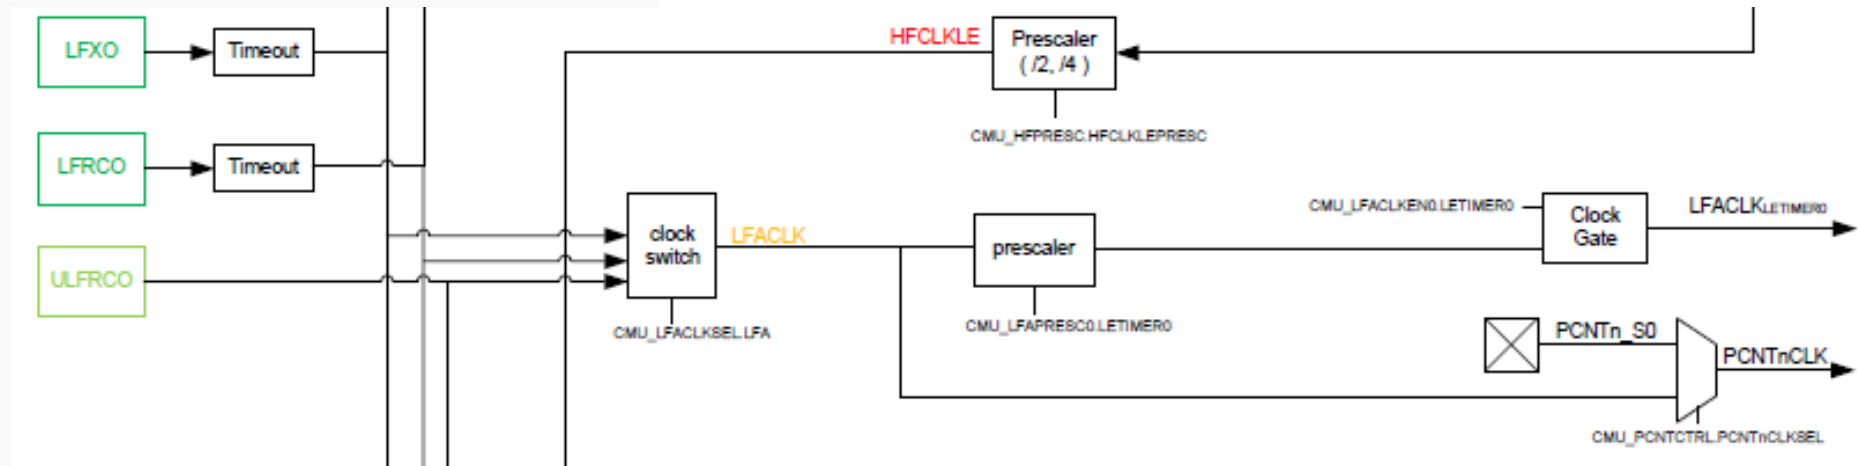 LFXO
Timeout
HFCLKLE
Prescaler
( /2, /4 )
CMU_HFPRESC.HFCLKLEPRESC
LFRCO
Timeout
CMU_LFACLKEN0.LETIMER0
Clock
Gate
LFACLKLETIMER0
clock
switch
LFACLK
prescaler
ULFRCO
CMU_LFACLKSEL.LFA
CMU_LFAPRESC0.LETIMER0
PCNTn_S0
PCNTnCLK
CMU_PCNTCTRL.PCNTnCLKSEL